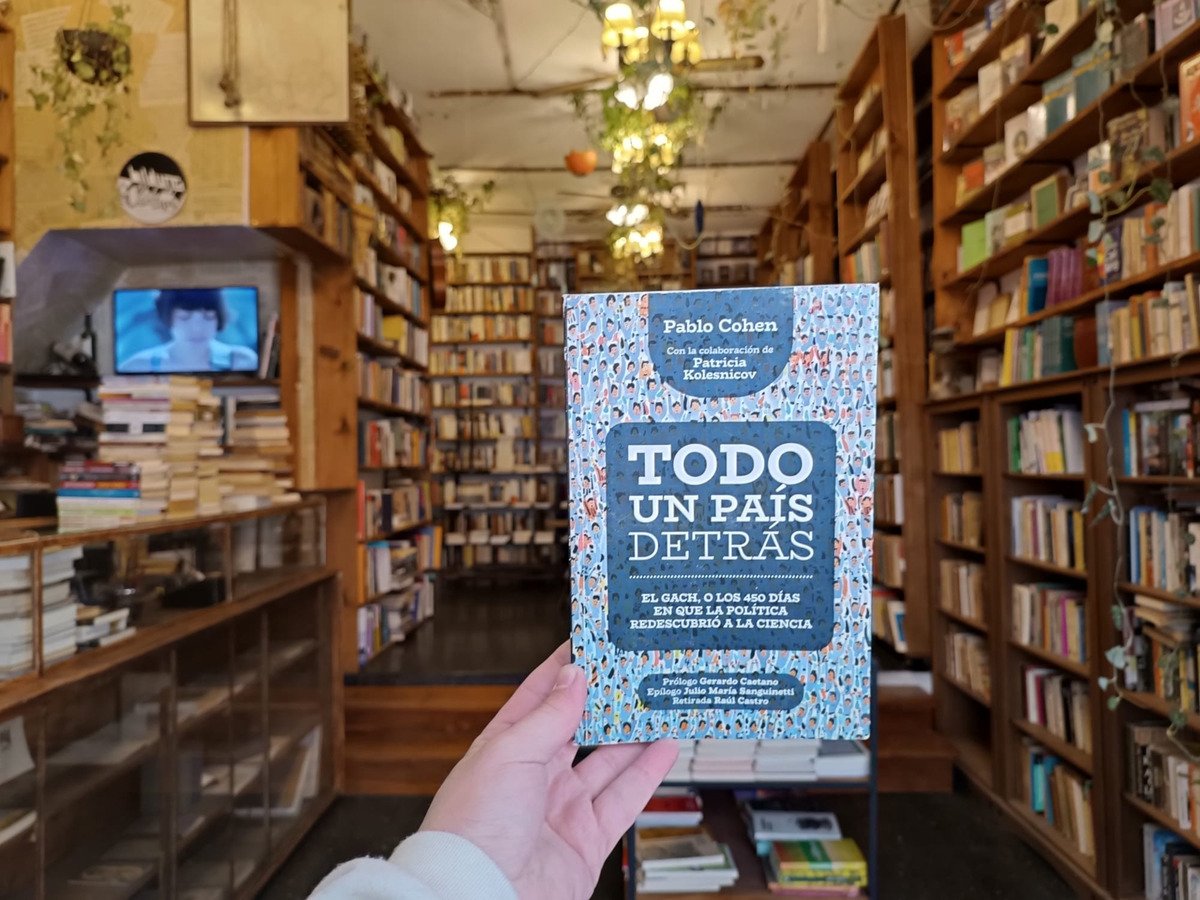 Pablo Cohen
Con la colaboración de
Patricia
Kolesnicov
TODO
UN PAÍS
DETRÁS
EL GACH, O LOS 450 DÍAS
EN QUE LA POLÍTICA
REDESCUBRIÓ A LA CIENCIA
Prólogo Gerardo Caetano
Epílogo Julio María Sanguinetti
Retirada Raúl Castro